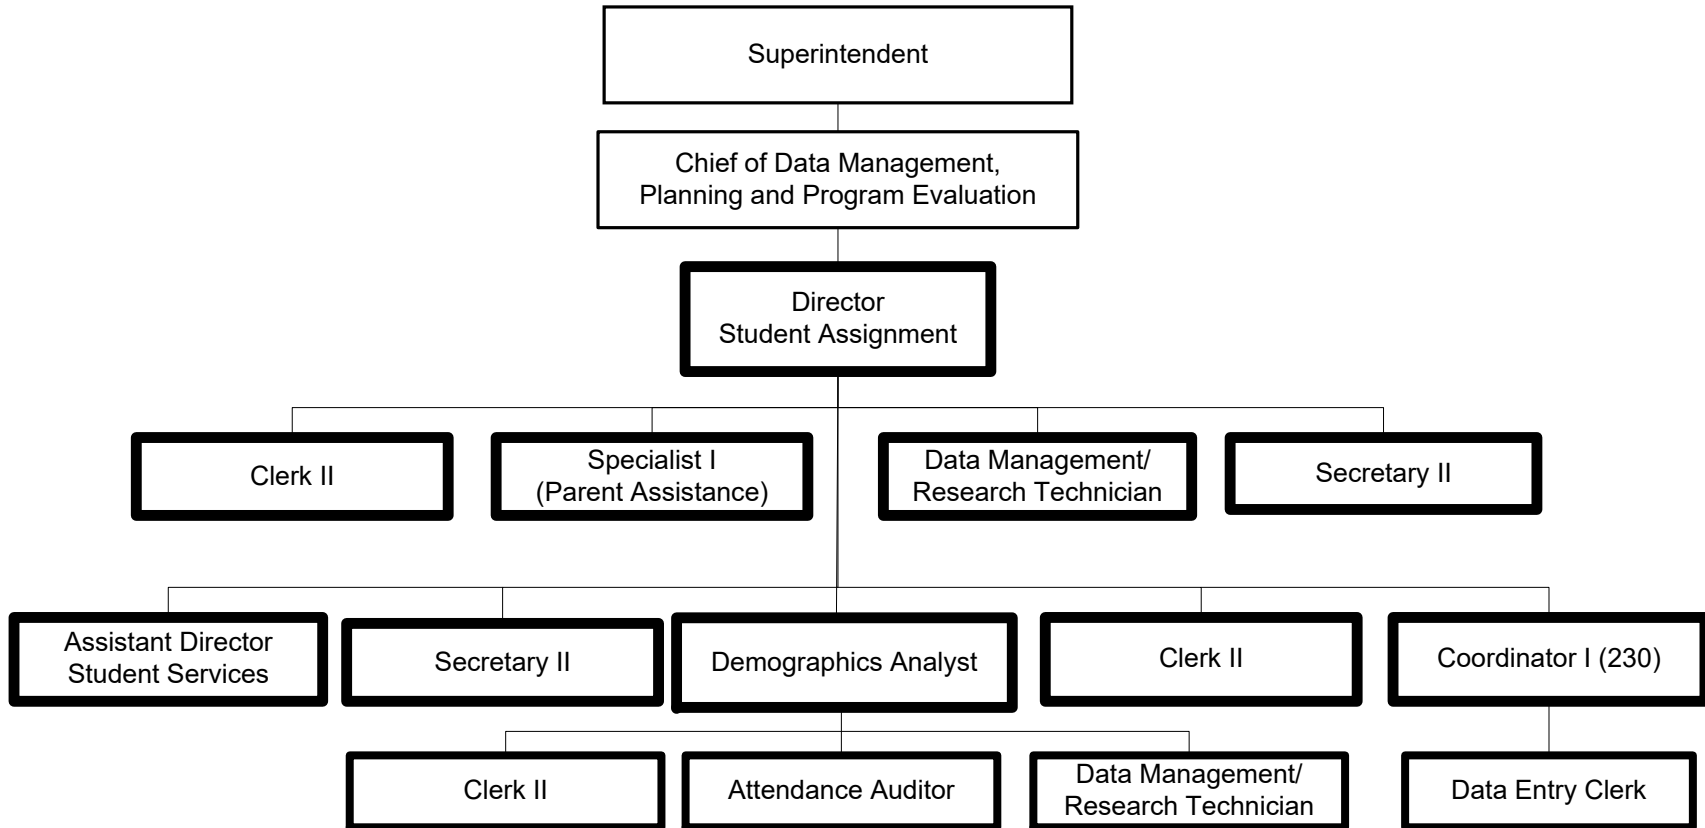 Superintendent
Chief of Data Management,
Planning and Program Evaluation
Director
Student Assignment
Clerk II
Specialist I
(Parent Assistance)
Data Management/
Research Technician
Secretary II
Assistant Director
Student Services
Secretary II
Demographics Analyst
Clerk II
Coordinator I (230)
Clerk II
Attendance Auditor
Data Management/
Research Technician
Data Entry Clerk